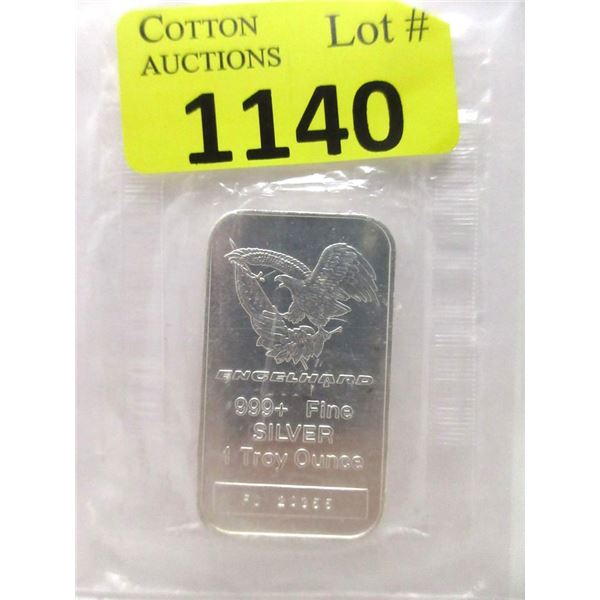 COTTON Lot #
AUCTIONS
1140
ENGELHARD
999+ Fine
SILVER
1 Troy Ounce